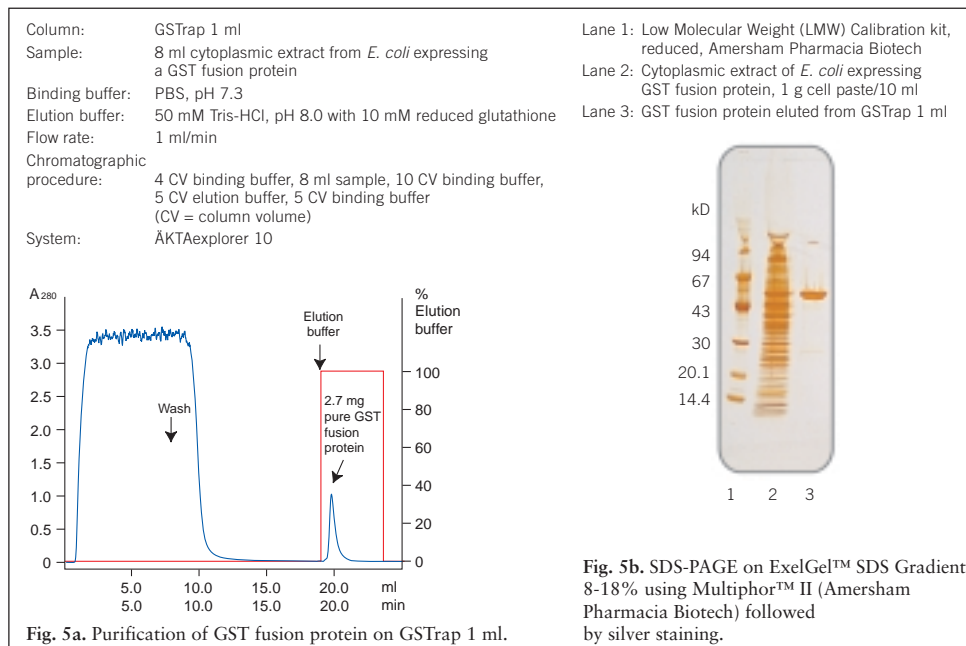 Column: GSTrap 1 ml
Sample: 8 ml cytoplasmic extract from E. coli expressing
a GST fusion protein
Binding buffer: PBS, pH 7.3
Elution buffer: 50 mM Tris-HCl, pH 8.0 with 10 mM reduced glutathione
Flow rate: 1 ml/min
Chromatographic
procedure: 4 CV binding buffer, 8 ml sample, 10 CV binding buffer,
5 CV elution buffer, 5 CV binding buffer
(CV = column volume)
System: ÄKTAexplorer 10
A280
%
Elution
buffer
3.5
3.0
2.5
2.0
1.5
1.0
0.5
0
Wash
Elution
buffer
2.7 mg
pure GST
fusion
protein
100
80
60
40
20
0
5.0 10.0 15.0 20.0 ml
5.0 10.0 15.0 20.0 min
Fig. 5a. Purification of GST fusion protein on GSTrap 1 ml.
Lane 1: Low Molecular Weight (LMW) Calibration kit,
reduced, Amersham Pharmacia Biotech
Lane 2: Cytoplasmic extract of E. coli expressing
GST fusion protein, 1 g cell paste/10 ml
Lane 3: GST fusion protein eluted from GSTrap 1 ml
kD
94
67
43
30
20.1
14.4
1 2 3
Fig. 5b. SDS-PAGE on ExelGel™ SDS Gradient
8-18% using Multiphor™ II (Amersham
Pharmacia Biotech) followed
by silver staining.